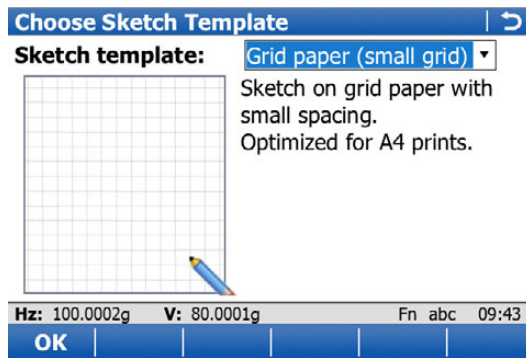 Choose Sketch Template
Sketch template: Grid paper (small grid)
Sketch on grid paper with
small spacing.
Optimized for A4 prints.
Hz: 100.0002g V: 80.0001g Fn abc 09:43
OK